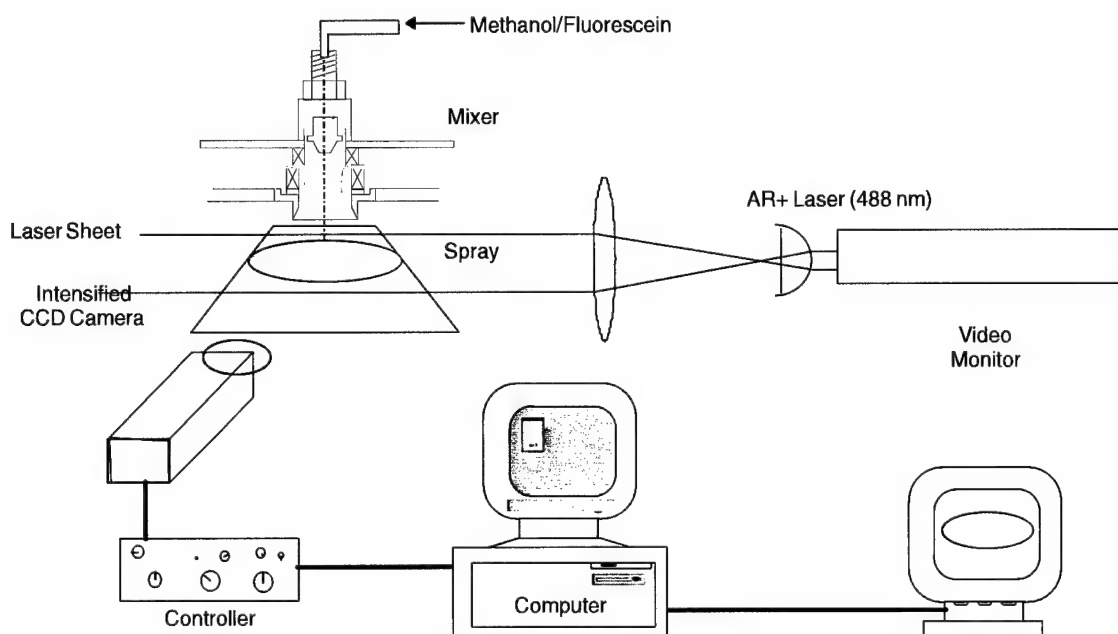 Methanol/Fluorescein
Mixer
AR+ Laser (488 nm)
Laser Sheet
Spray
Intensified
CCD Camera
Video
Monitor
Controller
Computer